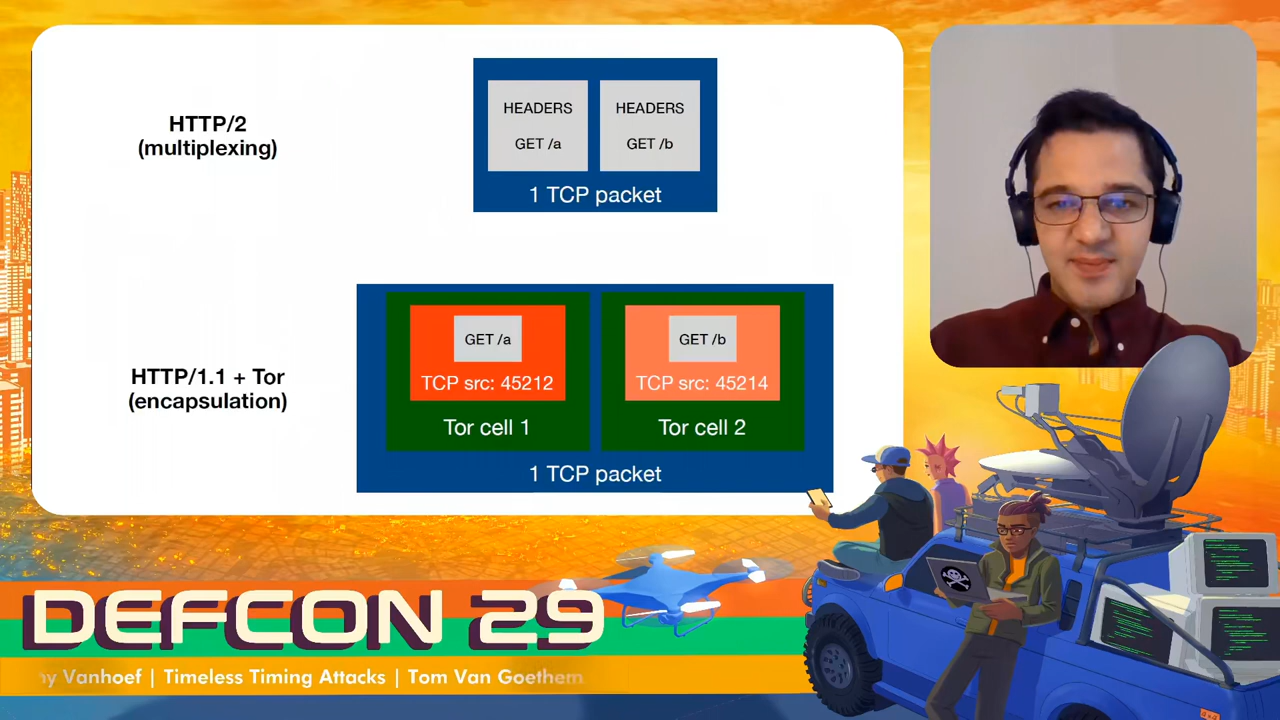 HTTP/2
(multiplexing)
HEADERS
GET /a
HEADERS
GET /b
1 TCP packet
HTTP/1.1 + Tor
(encapsulation)
GET /a
TCP src: 45212
Tor cell 1
GET /b
TCP src: 45214
Tor cell 2
1 TCP packet
DEFCON 29
Vanhoef | Timeless Timing Attacks | Tom Van Goethem